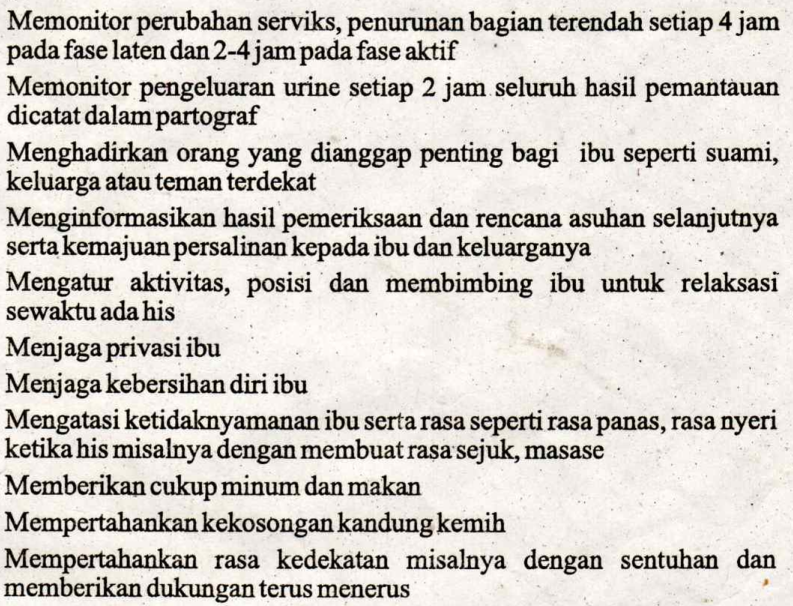 Memonitor perubahan serviks, penurunan bagian terendah setiap 4 jam
pada fase laten dan 2-4 jam pada fase aktif
Memonitor pengeluaran urine setiap 2 jam seluruh hasil pemantauan
dicatat dalam partograf
Menghadirkan orang yang dianggap penting bagi ibu seperti suami,
keluarga atau teman terdekat
Menginformasikan hasil pemeriksaan dan rencana asuhan selanjutnya
serta kemajuan persalinan kepada ibu dan keluarganya
Mengatur aktivitas, posisi dan membimbing ibu untuk relaksasi
sewaktu ada his
Menjaga privasi ibu
Menjaga kebersihan diri ibu
Mengatasi ketidaknyamanan ibu serta rasa seperti rasa panas, rasa nyeri
ketika his misalnya dengan membuat rasa sejuk, masase
Memberikan cukup minum dan makan
Mempertahankan kekosongan kandung kemih
Mempertahankan rasa kedekatan misalnya dengan sentuhan dan
memberikan dukungan terus menerus